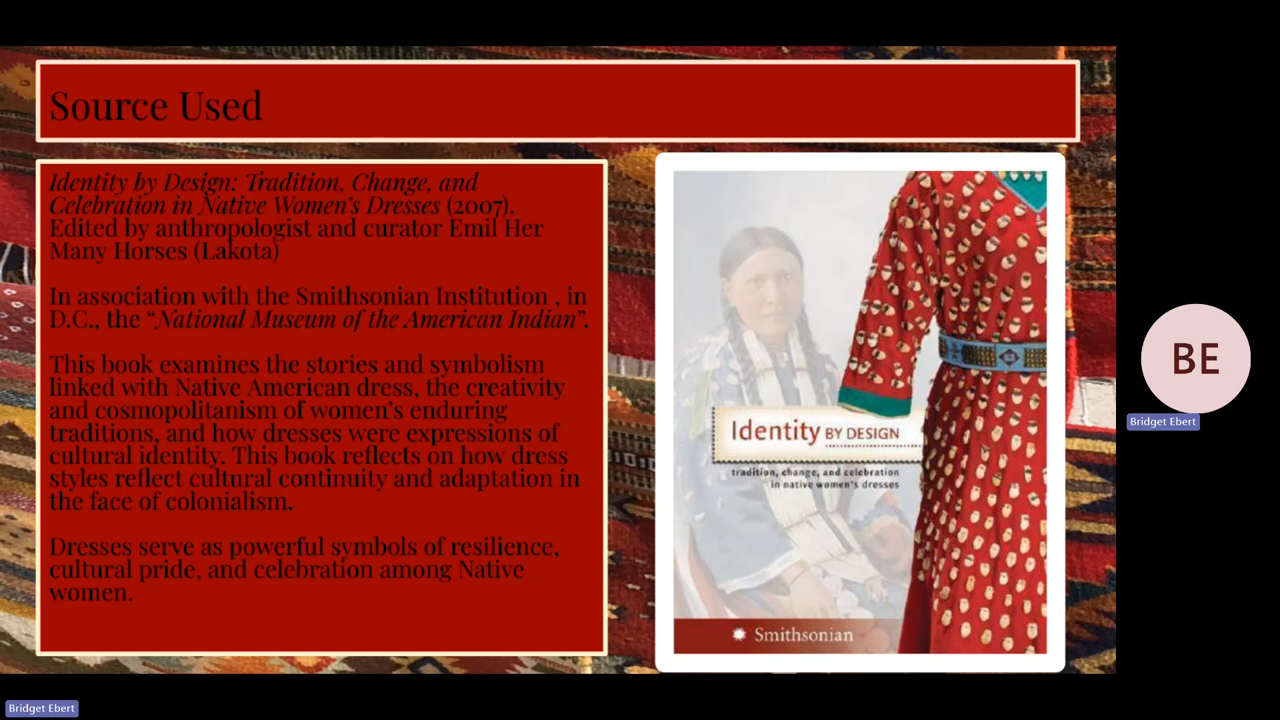 Source Used
Identity by Design: Tradition, Change, and
Celebration in Native Women's Dresses (2007).
Edited by anthropologist and curator Emil Her
Many Horses (Lakota)
In association with the Smithsonian Institution , in
D.C., the “National Museum of the American Indian”.
This book examines the stories and symbolism
linked with Native American dress, the creativity
and cosmopolitanism of women's enduring
traditions, and how dresses were expressions of
cultural identity. This book reflects on how dress
styles reflect cultural continuity and adaptation in
the face of colonialism.
Dresses serve as powerful symbols of resilience,
cultural pride, and celebration among Native
women.
Identity BY DESIGN
tradition, change, and celebration
in native women's dresses
Smithsonian
BE
Bridget Ebert
Bridget Ebert